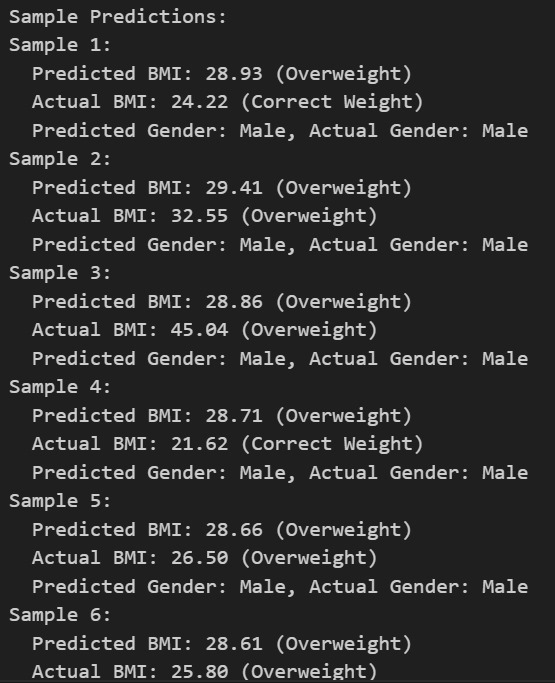 Sample Predictions:
Sample 1:
Predicted BMI: 28.93 (Overweight)
Actual BMI: 24.22 (Correct Weight)
Predicted Gender: Male, Actual Gender: Male
Sample 2:
Predicted BMI: 29.41 (Overweight)
Actual BMI: 32.55 (Overweight)
Predicted Gender: Male, Actual Gender: Male
Sample 3:
Predicted BMI: 28.86 (Overweight)
Actual BMI: 45.04 (Overweight)
Predicted Gender: Male, Actual Gender: Male
Sample 4:
Predicted BMI: 28.71 (Overweight)
Actual BMI: 21.62 (Correct Weight)
Predicted Gender: Male, Actual Gender: Male
Sample 5:
Predicted BMI: 28.66 (Overweight)
Actual BMI: 26.50 (Overweight)
Predicted Gender: Male, Actual Gender: Male
Sample 6:
Predicted BMI: 28.61 (Overweight)
Actual BMI: 25.80 (Overweight)